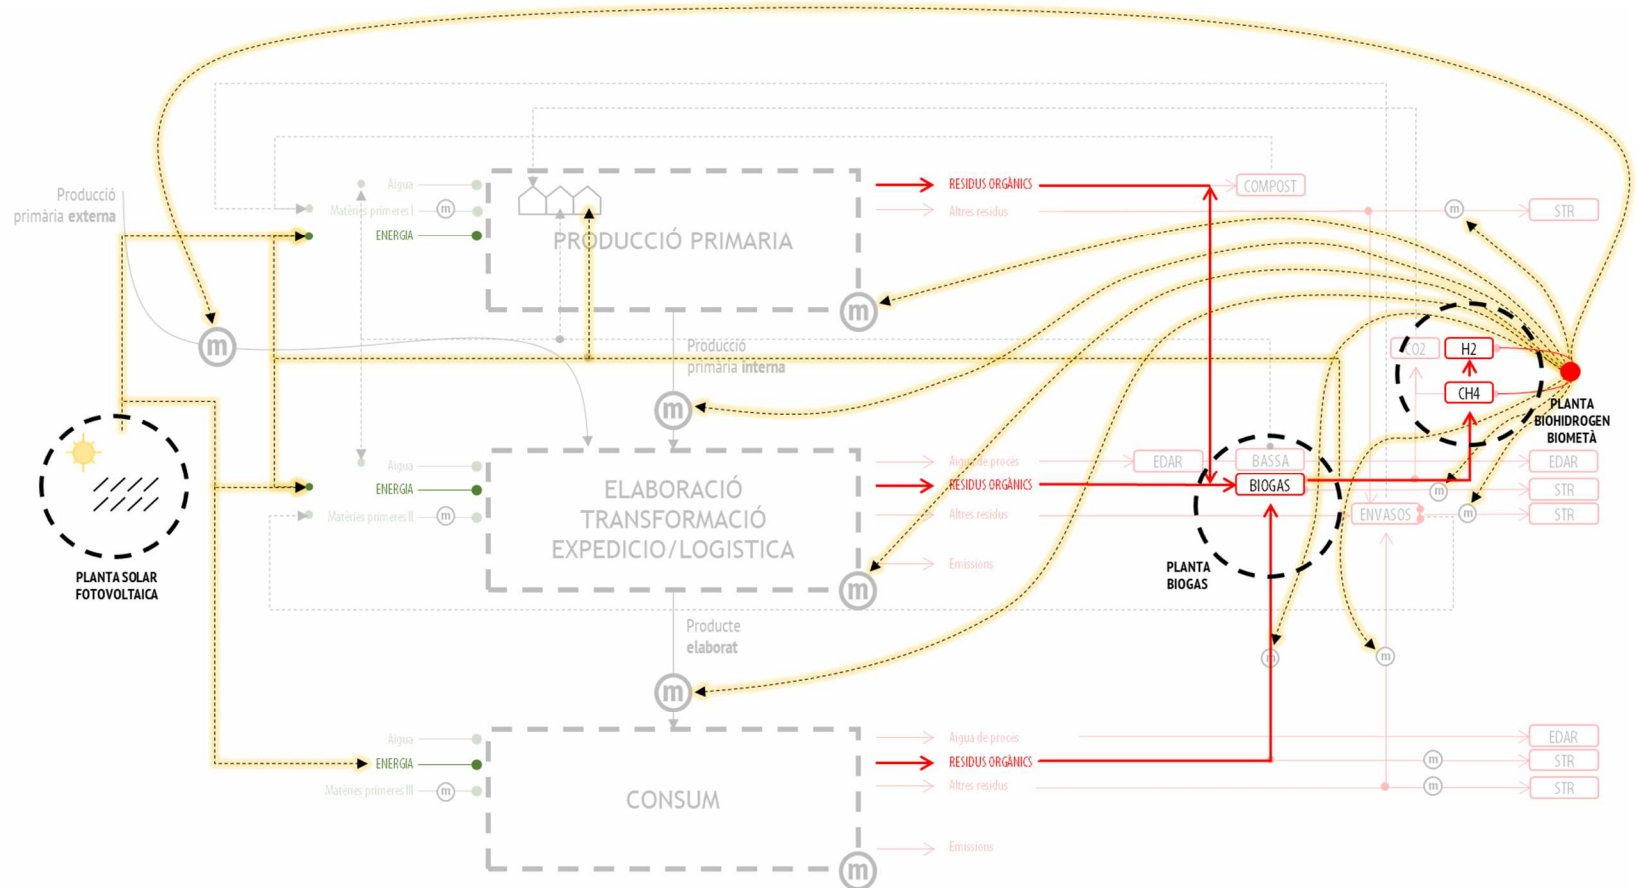 Producció
primària externa
Aigua
Matèries primeres I
m
ENERGIA
PRODUCCIÓ PRIMARIA
m
RESIDUS ORGÀNICS
Altres residus
COMPOST
m
STR
m
Producció
primària interna
m
CO2
H2
CH4
PLANTA
BIOHIDROGEN
BIOMETÀ
PLANTA SOLAR
FOTOVOLTAICA
Aigua
ENERGIA
Matèries primeres II
m
ELABORACIÓ
TRANSFORMACIÓ
EXPEDICIO/LOGISTICA
m
Aigua de procés
RESIDUS ORGÀNICS
Altres residus
Emissions
EDAR
BASSA
BIOGAS
ENVASOS
m
m
EDAR
STR
STR
PLANTA
BIOGAS
Producte
elaborat
m
m
m
Aigua
ENERGIA
Matèries primeres III
m
CONSUM
m
Aigua de procés
RESIDUS ORGÀNICS
Altres residus
Emissions
m
m
EDAR
STR
STR